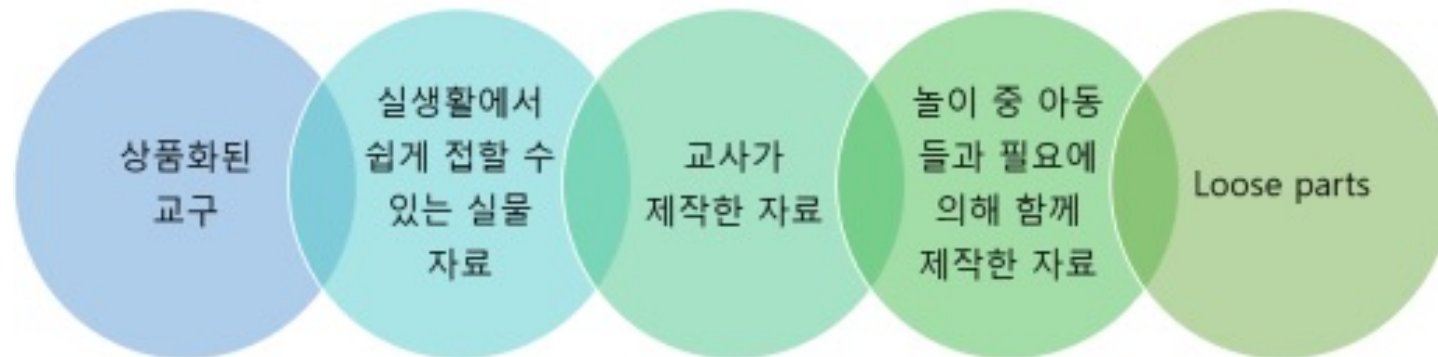 상품화된
교구
실생활에서
쉽게 접할 수
있는 실물
자료
교사가
제작한 자료
놀이 중 아동
들과 필요에
의해 함께
제작한 자료
Loose parts